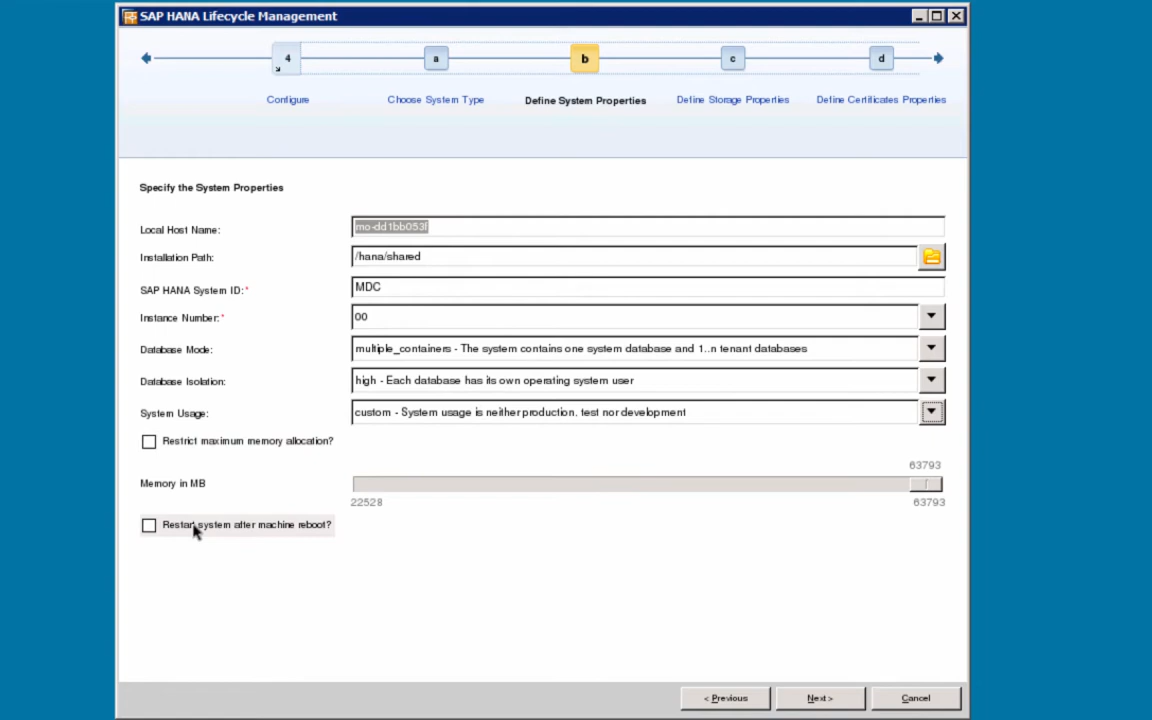 SAP HANA Lifecycle Management
4 a b c d
Configure Choose System Type Define System Properties Define Storage Properties Define Certificates Properties
Specify the System Properties
Local Host Name: mo-dd1bb053f
Installation Path: /hana/shared
SAP HANA System ID:* MDC
Instance Number:* 00
Database Mode: multiple_containers - The system contains one system database and 1..n tenant databases
Database Isolation: high - Each database has its own operating system user
System Usage: custom - System usage is neither production, test nor development
Restrict maximum memory allocation?
63793
Memory in MB
22528 63793
Restart system after machine reboot?
< Previous Next > Cancel